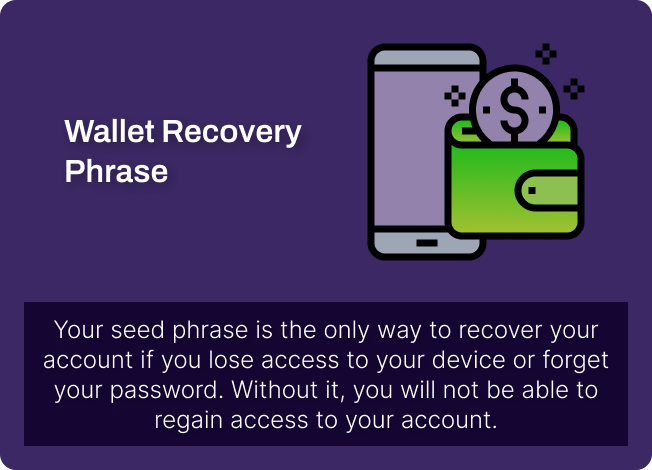 Wallet Recovery
Phrase
Your seed phrase is the only way to recover your
account if you lose access to your device or forget
your password. Without it, you will not be able to
regain access to your account.